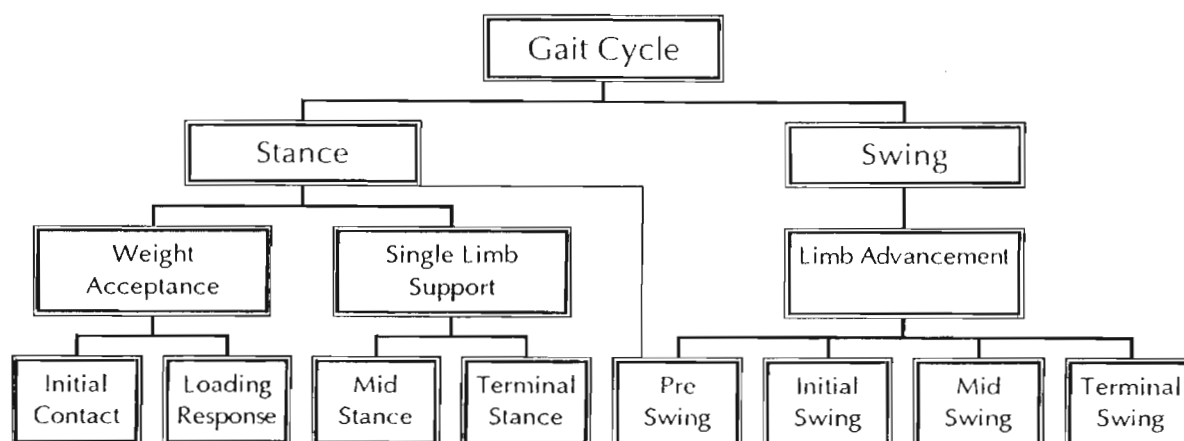 Gait Cycle
Stance
Swing
Weight
Acceptance
Single Limb
Support
Limb Advancement
Initial
Contact
Loading
Response
Mid
Stance
Terminal
Stance
Pre
Swing
Initial
Swing
Mid
Swing
Terminal
Swing